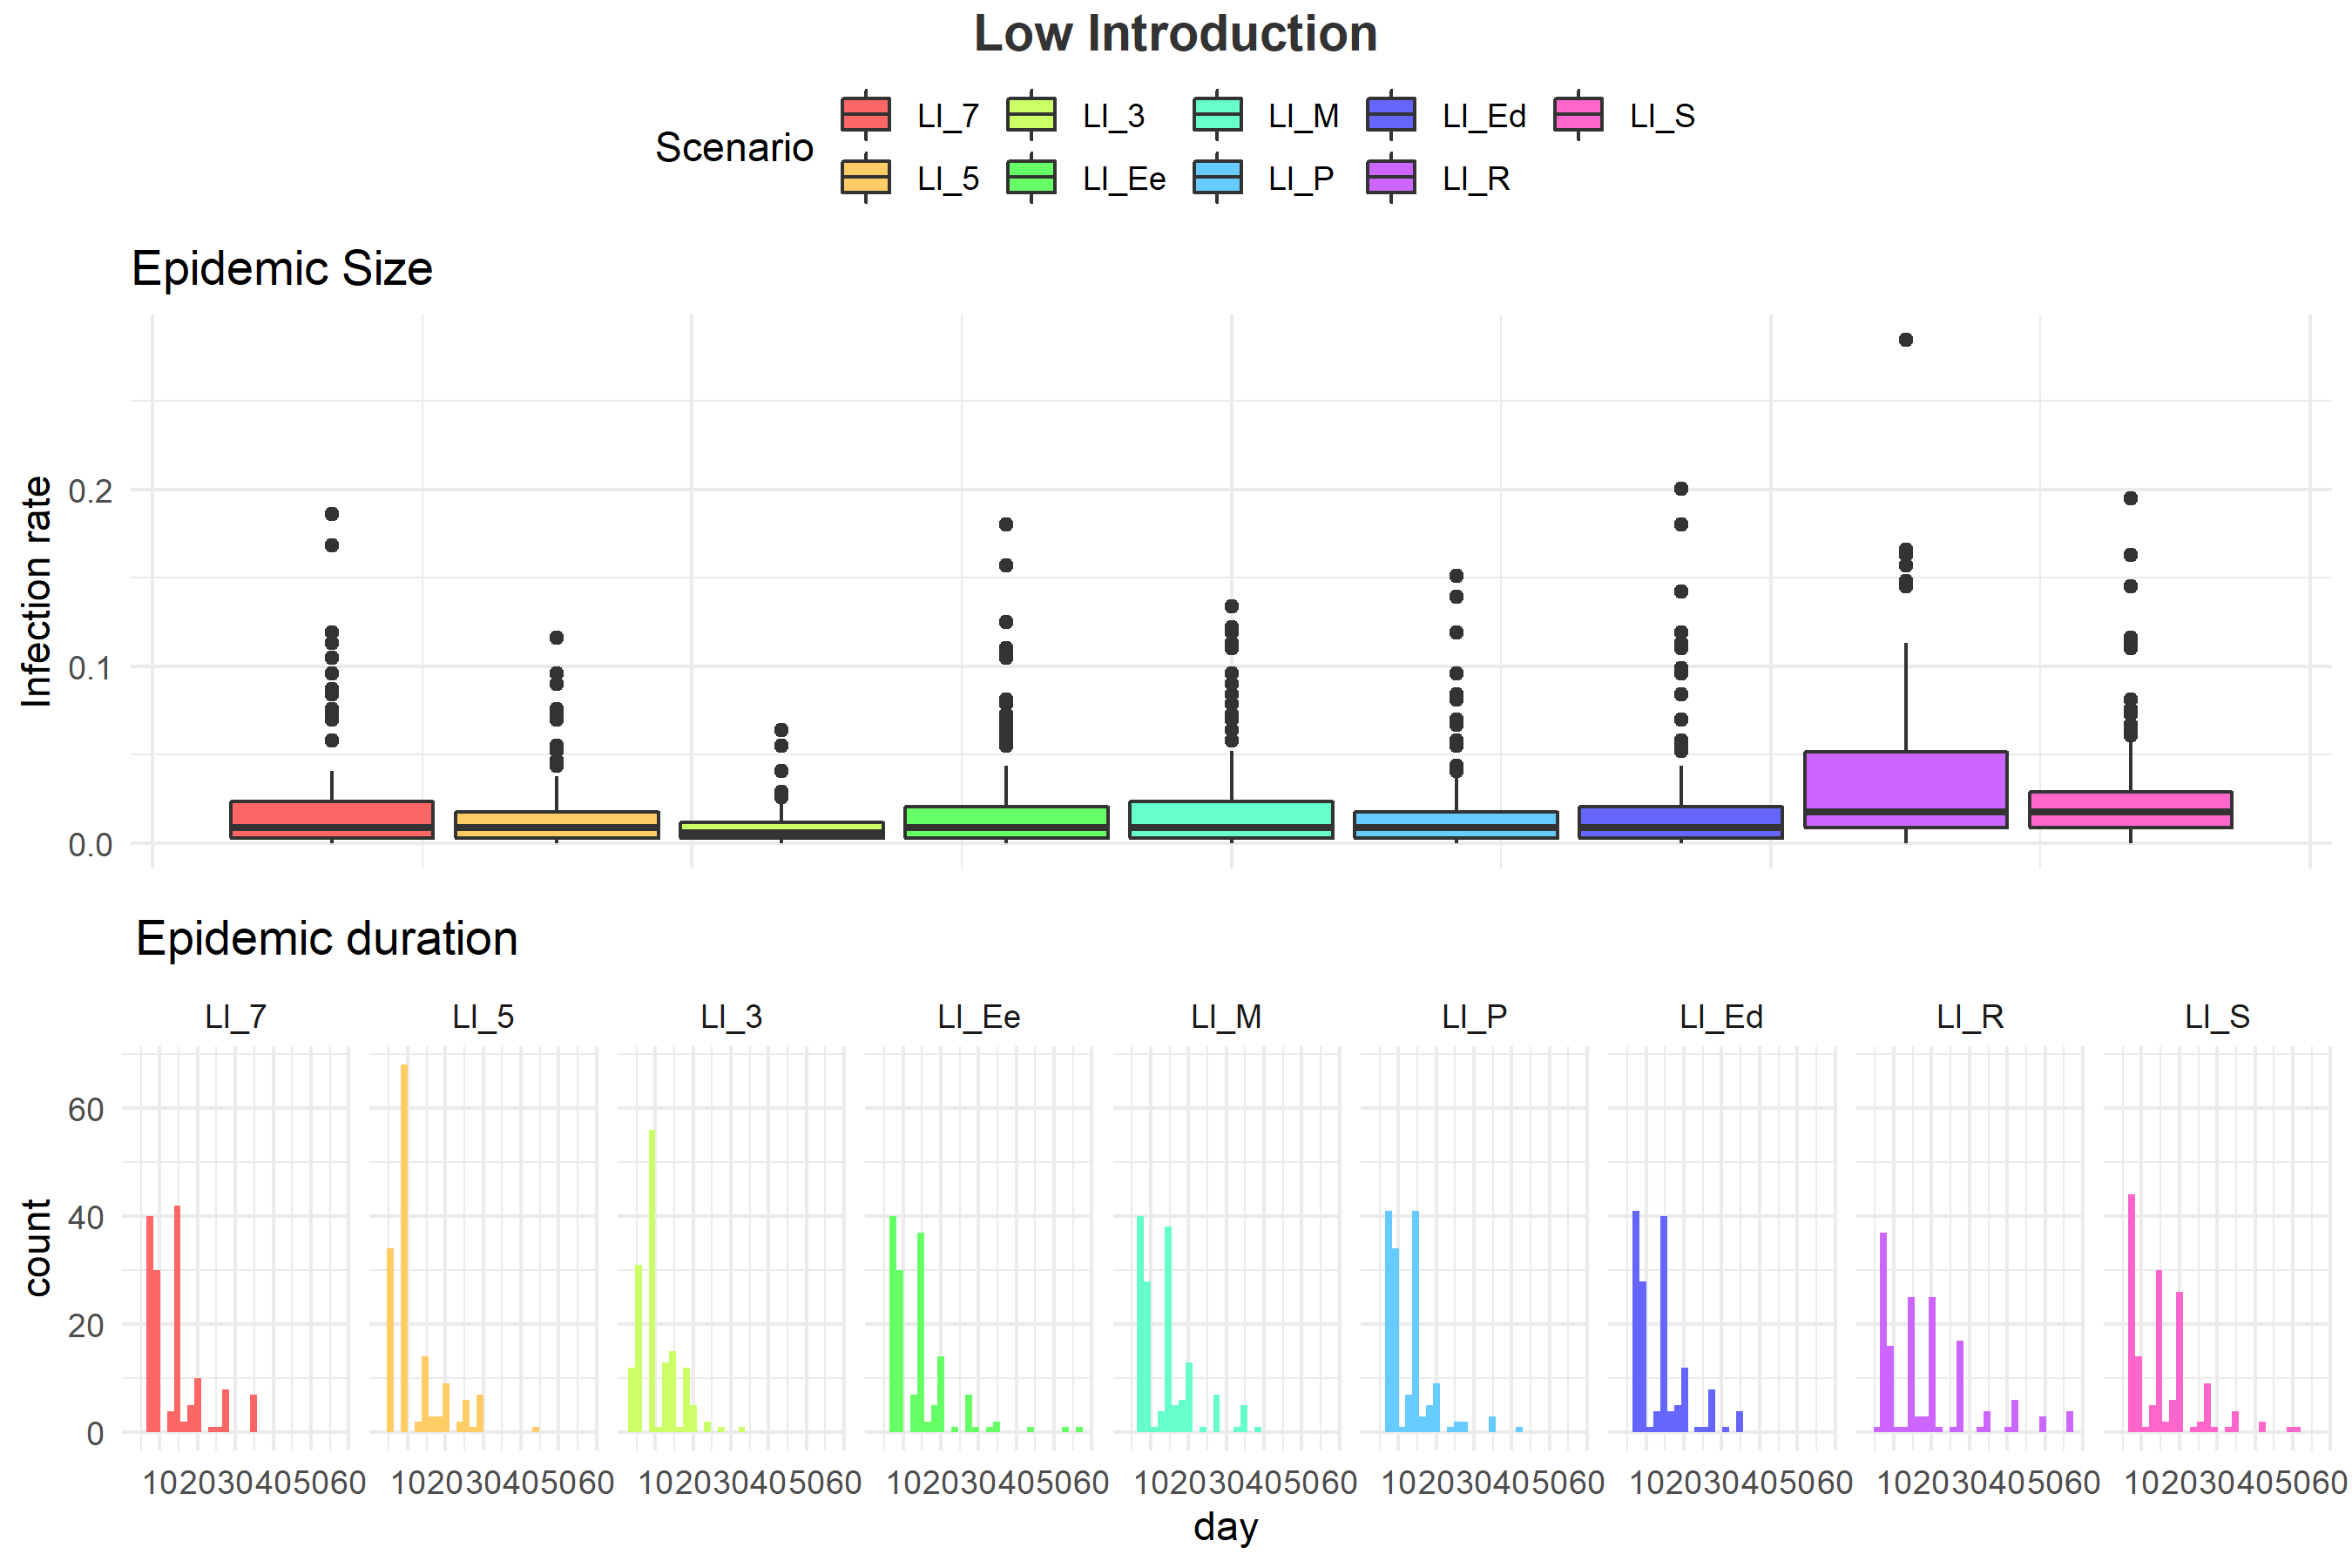 Low Introduction
Scenario
LI_7 LI_3 LI_M LI_Ed LI_S
LI_5 LI_Ee LI_P LI_R
Epidemic Size
Infection rate
0.2
0.1
0.0
Epidemic duration
LI_7 LI_5 LI_3 LI_Ee LI_M LI_P LI_Ed LI_R LI_S
count
60
40
20
0
102030405060 102030405060 102030405060 102030405060 102030405060 102030405060 102030405060 102030405060 102030405060
day